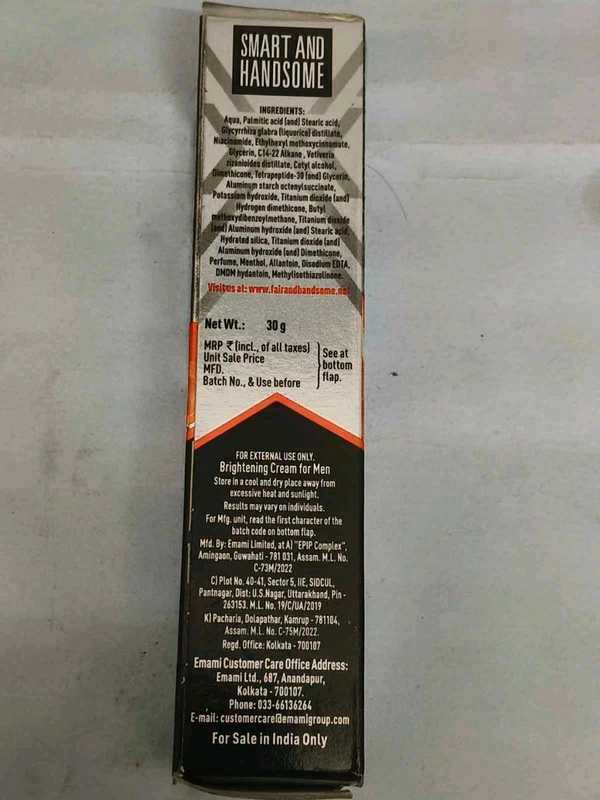 SMART AND
HANDSOME
INGREDIENTS:
Aqua, Palmitic acid (and) Stearic acid,
Glycyrrhiza glabra (liquorice) distillate,
Niacinamide, Ethylhexyl methoxycinnamate,
Glycerin, C14-22 Alkane , Vetiveria
zizanioides distillate, Cetyl alcohol,
Dimethicone, Tetrapeptide-30 (and) Glycerin,
Aluminum starch octenylsuccinate,
Potassium hydroxide, Titanium dioxide (and)
Hydrogen dimethicone, Butyl
methoxydibenzoylmethane, Titanium dioxide
(and) Aluminum hydroxide (and) Stearic acid,
Hydrated silica, Titanium dioxide (and)
Aluminum hydroxide (and) Dimethicone,
Perfume, Menthol, Allantoin, Disodium EDTA,
DMDM hydantoin, Methylisothiazolinone.
Visit us at: www.fairandhandsome.net
Net Wt.: 30 g
MRP ₹ (incl., of all taxes)
Unit Sale Price
MFD.
Batch No., & Use before
See at
bottom
flap.
FOR EXTERNAL USE ONLY.
Brightening Cream for Men
Store in a cool and dry place away from
excessive heat and sunlight.
Results may vary on individuals.
For Mfg. unit, read the first character of the
batch code on bottom flap.
Mfd. By: Emami Limited, at A) "EPIP Complex",
Amingaon, Guwahati - 781 031, Assam. M.L. No.
C-73M/2022
C) Plot No. 40-41, Sector 5, IIE, SIDCUL,
Pantnagar, Dist: U.S.Nagar, Uttarakhand, Pin -
263153. M.L. No. 19/C/UA/2019
K) Pacharia, Dolapathar, Kamrup - 781104,
Assam. M.L. No. C-75M/2022.
Regd. Office: Kolkata - 700107
Emami Customer Care Office Address:
Emami Ltd., 687, Anandapur,
Kolkata - 700107.
Phone: 033-66136264
E-mail: customercare@emamigroup.com
For Sale in India Only